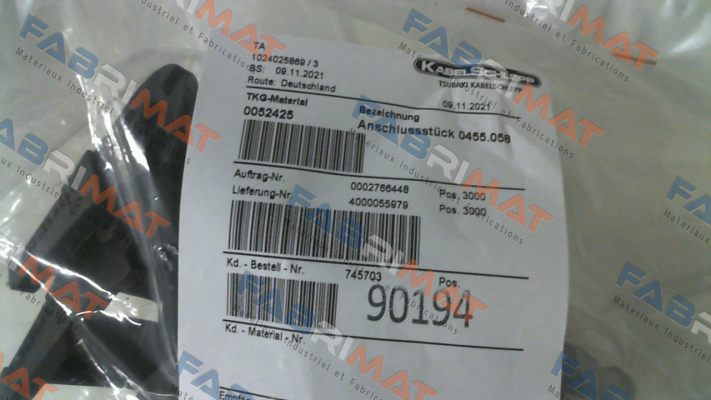 TA
1024025869 / 3
BS: 09.11.2021
Route: Deutschland
KABELSCHLEPP
TSUBAKI KABELSCHLEPP
09.11.2021
TKG-Material
Bezeichnung
0052425
Anschlussstück 0455.058
Auftrag-Nr. 0002766448 Pos. 3000
Lieferung-Nr. 4000055979 Pos. 3000
Kd. - Bestell - Nr. 745703 Pos.
90194
Kd. - Material - Nr.
FABRIMAT
Materiaux Industriel et Fabrications